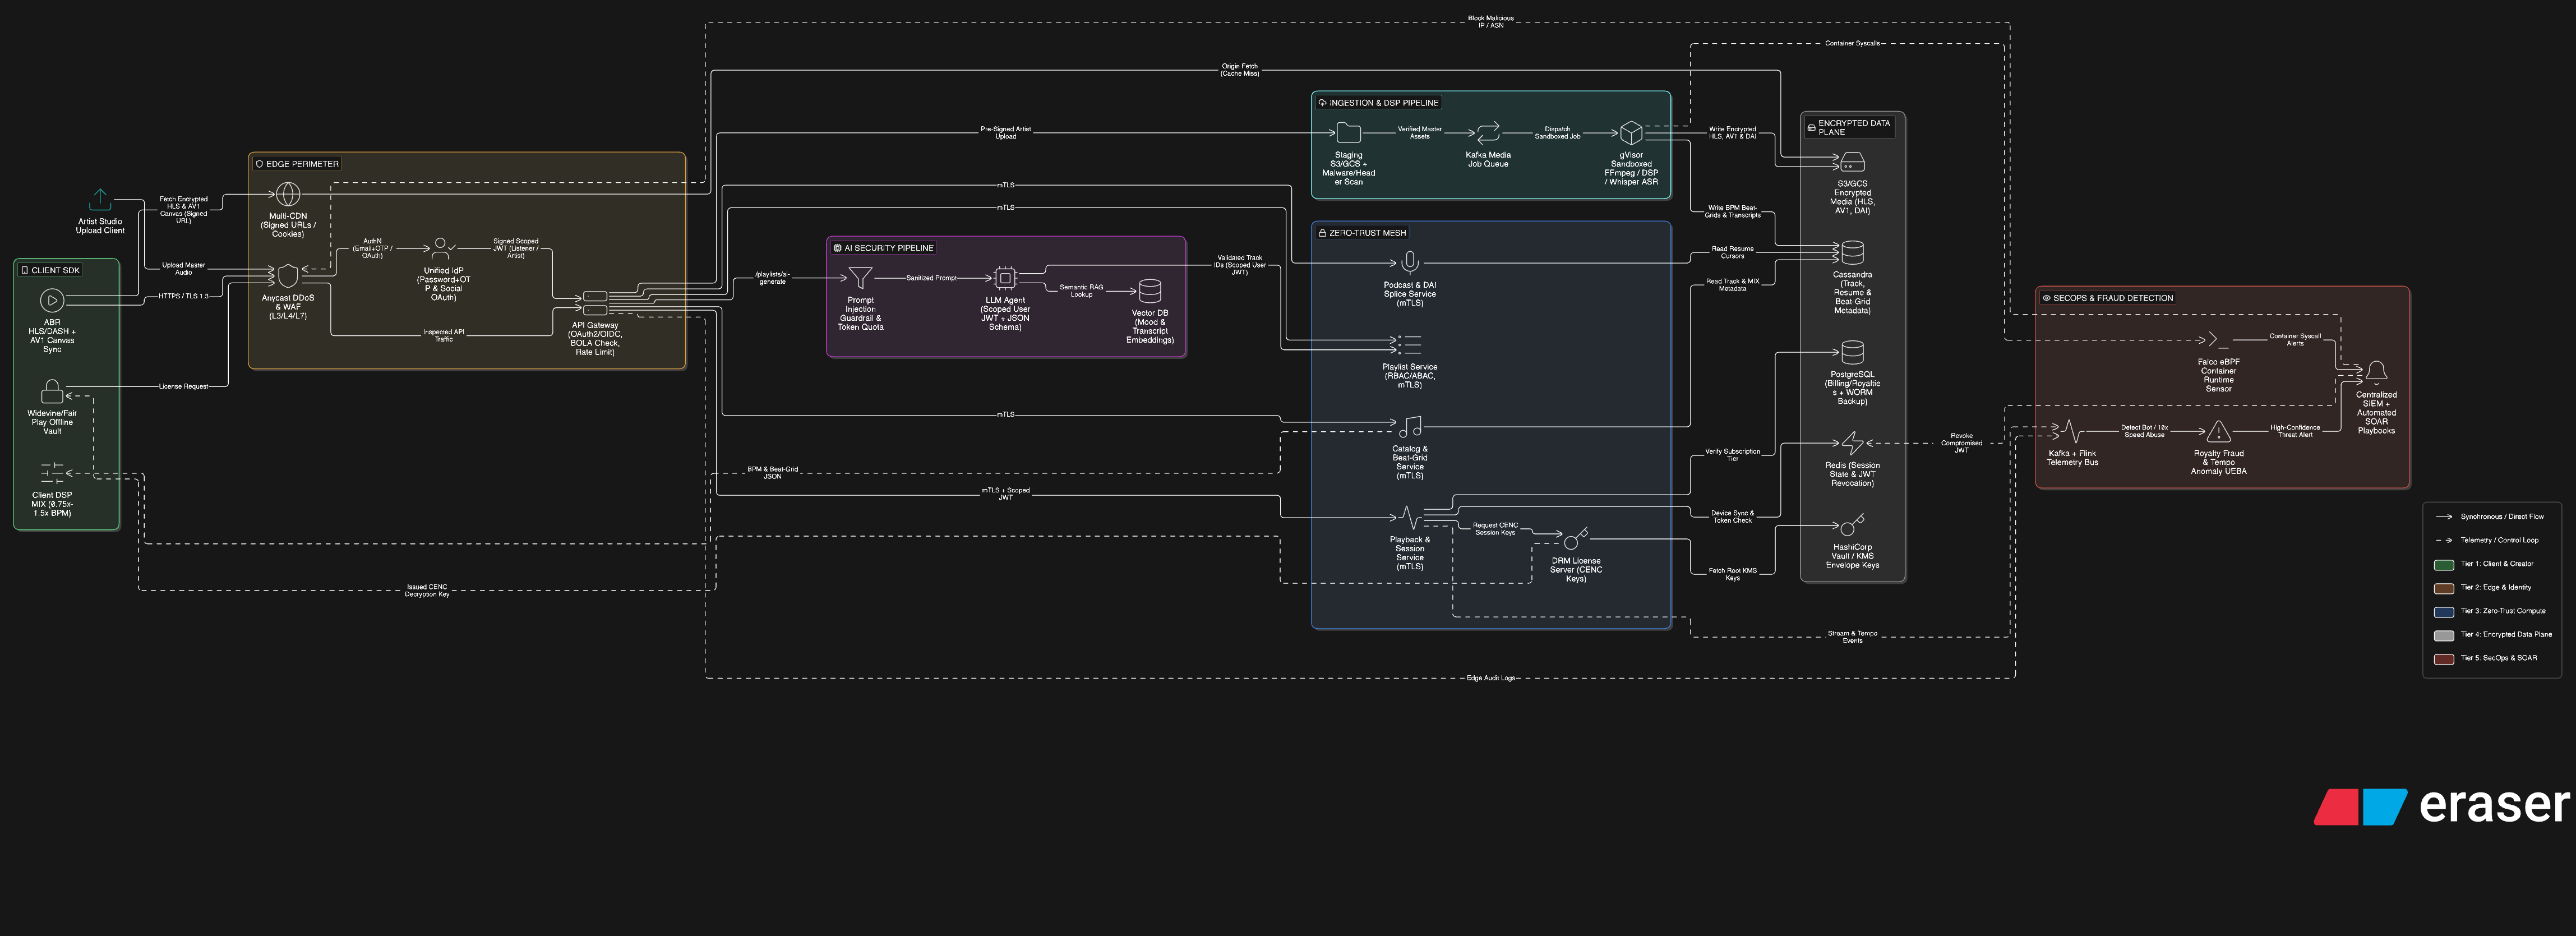 Block Malicious
IP / ASN
Container Syscalls
Origin Fetch
(Cache Miss)
INGESTION & DSP PIPELINE
Pre-Signed Artist
Upload
Verified Master
Assets
Dispatch
Sandboxed Job
Write Encrypted
HLS, AV1 & DAI
Staging
S3/GCS +
Malware/Head
er Scan
Kafka Media
Job Queue
gVisor
Sandboxed
FFmpeg / DSP
/ Whisper ASR
ENCRYPTED DATA
PLANE
S3/GCS
Encrypted
Media (HLS,
AV1, DAI)
EDGE PERIMETER
Artist Studio
Upload Client
Fetch Encrypted
HLS & AV1
Canvas (Signed
URL)
Multi-CDN
(Signed URLs /
Cookies)
mTLS
mTLS
Write BPM Beat-
Grids & Transcripts
AuthN
(Email+OTP /
OAuth)
Unified IdP
(Password+OT
P & Social
OAuth)
Signed Scoped
JWT (Listener /
Artist)
Upload Master
Audio
HTTPS / TLS 1.3
Anycast DDoS
& WAF
(L3/L4/L7)
Inspected API
Traffic
API Gateway
(OAuth2/OIDC,
BOLA Check,
Rate Limit)
AI SECURITY PIPELINE
/playlists/ai-
generate
Prompt
Injection
Guardrail &
Token Quota
Sanitized Prompt
LLM Agent
(Scoped User
JWT + JSON
Schema)
Semantic RAG
Lookup
Vector DB
(Mood &
Transcript
Embeddings)
Validated Track
IDs (Scoped User
JWT)
ZERO-TRUST MESH
Podcast & DAI
Splice Service
(mTLS)
Read Resume
Cursors
Read Track & MIX
Metadata
Cassandra
(Track,
Resume &
Beat-Grid
Metadata)
CLIENT SDK
ABR
HLS/DASH +
AV1 Canvas
Sync
License Request
Widevine/Fair
Play Offline
Vault
Client DSP
MIX (0.75x-
1.5x BPM)
Playlist Service
(RBAC/ABAC,
mTLS)
PostgreSQL
(Billing/Royaltie
s + WORM
Backup)
mTLS
Catalog &
Beat-Grid
Service
(mTLS)
BPM & Beat-Grid
JSON
Verify Subscription
Tier
Redis (Session
State & JWT
Revocation)
Revoke
Compromised
JWT
mTLS + Scoped
JWT
Playback &
Session
Service
(mTLS)
Request CENC
Session Keys
DRM License
Server (CENC
Keys)
Device Sync &
Token Check
Fetch Root KMS
Keys
HashiCorp
Vault / KMS
Envelope Keys
Issued CENC
Decryption Key
Stream & Tempo
Events
Edge Audit Logs
SECOPS & FRAUD DETECTION
Falco eBPF
Container
Runtime
Sensor
Container Syscall
Alerts
Centralized
SIEM +
Automated
SOAR
Playbooks
Kafka + Flink
Telemetry Bus
Detect Bot / 18x
Speed Abuse
Royalty Fraud
& Tempo
Anomaly UEBA
High-Confidence
Threat Alert
Synchronous / Direct Flow
Telemetry / Control Loop
Tier 1: Client & Creator
Tier 2: Edge & Identity
Tier 3: Zero-Trust Compute
Tier 4: Encrypted Data Plane
Tier 5: SecOps & SOAR
eraser